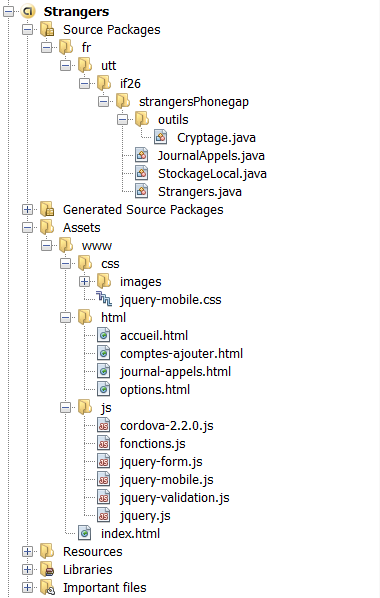 Strangers
Source Packages
fr
utt
if26
strangersPhonegap
outils
Cryptage.java
JournalAppels.java
StockageLocal.java
Strangers.java
Generated Source Packages
Assets
www
css
images
jquery-mobile.css
html
accueil.html
comptes-ajouter.html
journal-appels.html
options.html
js
cordova-2.2.0.js
fonctions.js
jquery-form.js
jquery-mobile.js
jquery-validation.js
jquery.js
index.html
Resources
Libraries
Important files